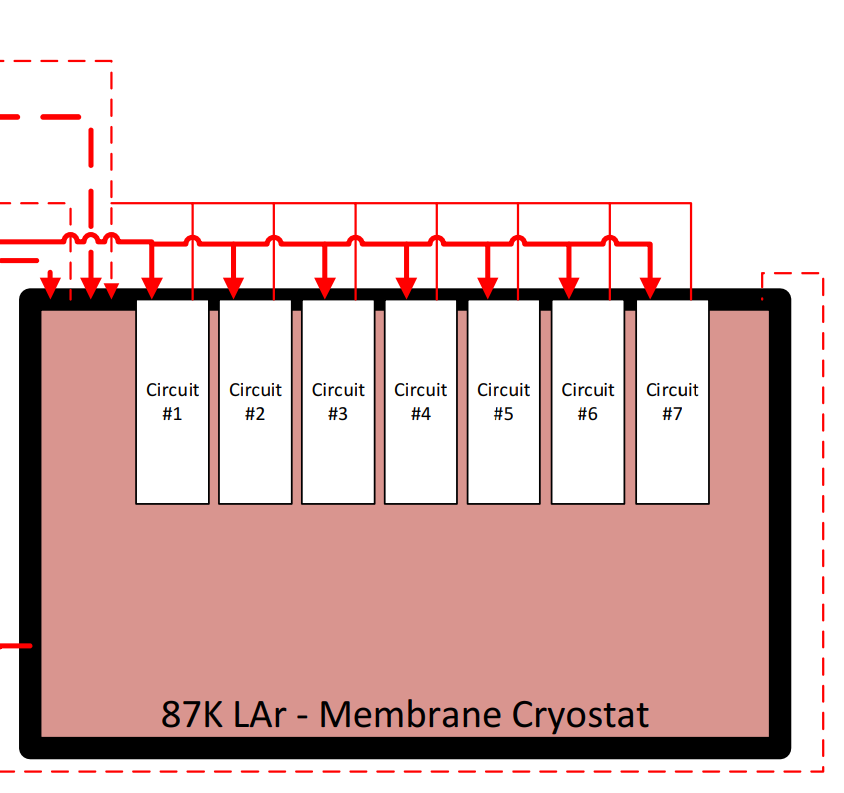 Circuit
#1
Circuit
#2
Circuit
#3
Circuit
#4
Circuit
#5
Circuit
#6
Circuit
#7
87K LAr - Membrane Cryostat